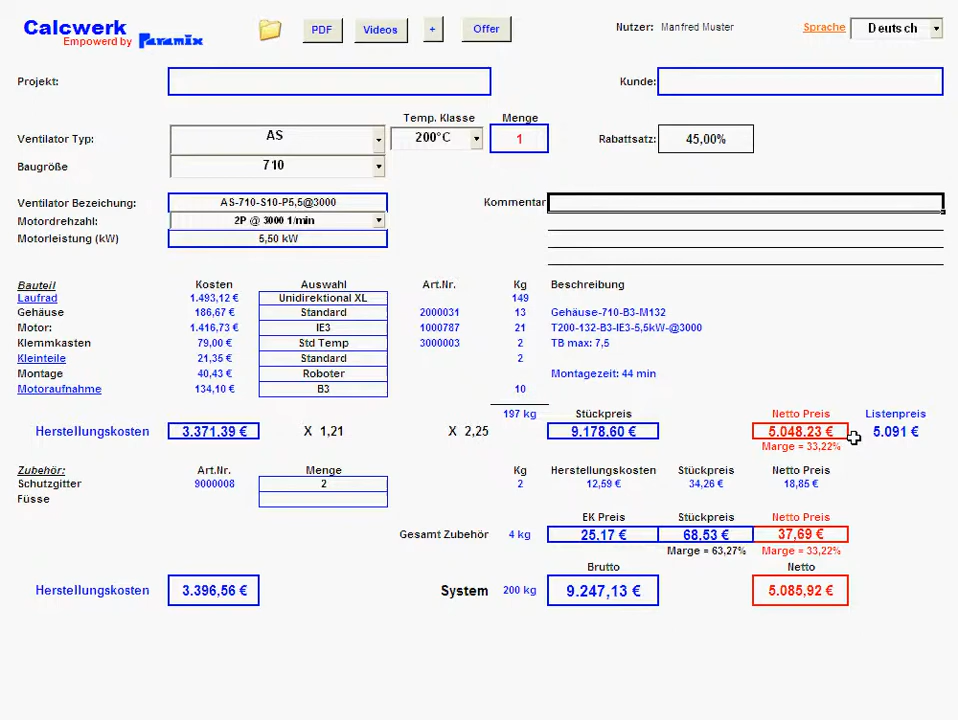 Calcwerk
Empowerd by Paramix
PDF Videos + Offer
Nutzer: Manfred Muster Sprache Deutsch
Projekt: Kunde:
Temp. Klasse Menge
Ventilator Typ: AS 200°C 1 Rabattsatz: 45,00%
Baugröße 710
Ventilator Bezeichung: AS-710-S10-P5,5@3000 Kommentar
Motordrehzahl: 2P @ 3000 1/min
Motorleistung (kW) 5,50 kW
Bauteil Kosten Auswahl Art.Nr. Kg Beschreibung
Laufrad 1.493,12 € Unidirektional XL 149
Gehäuse 186,67 € Standard 2000031 13 Gehäuse-710-B3-M132
Motor: 1.416,73 € IE3 1000787 21 T200-132-B3-IE3-5,5kW-@3000
Klemmkasten 79,00 € Std Temp 3000003 2 TB max: 7,5
Kleinteile 21,35 € Standard 2
Montage 40,43 € Roboter Montagezeit: 44 min
Motoraufnahme 134,10 € B3 10
197 kg Stückpreis Netto Preis Listenpreis
Herstellungskosten 3.371,39 € X 1,21 X 2,25 9.178,60 € 5.048,23 € 5.091 €
Marge = 33,22%
Zubehör: Art.Nr. Menge Kg Herstellungskosten Stückpreis Netto Preis
Schutzgitter 9000008 2 2 12,59 € 34,26 € 18,85 €
Füsse
EK Preis Stückpreis Netto Preis
Gesamt Zubehör 4 kg 25,17 € 68,53 € 37,69 €
Marge = 63,27% Marge = 33,22%
Brutto Netto
Herstellungskosten 3.396,56 € System 200 kg 9.247,13 € 5.085,92 €